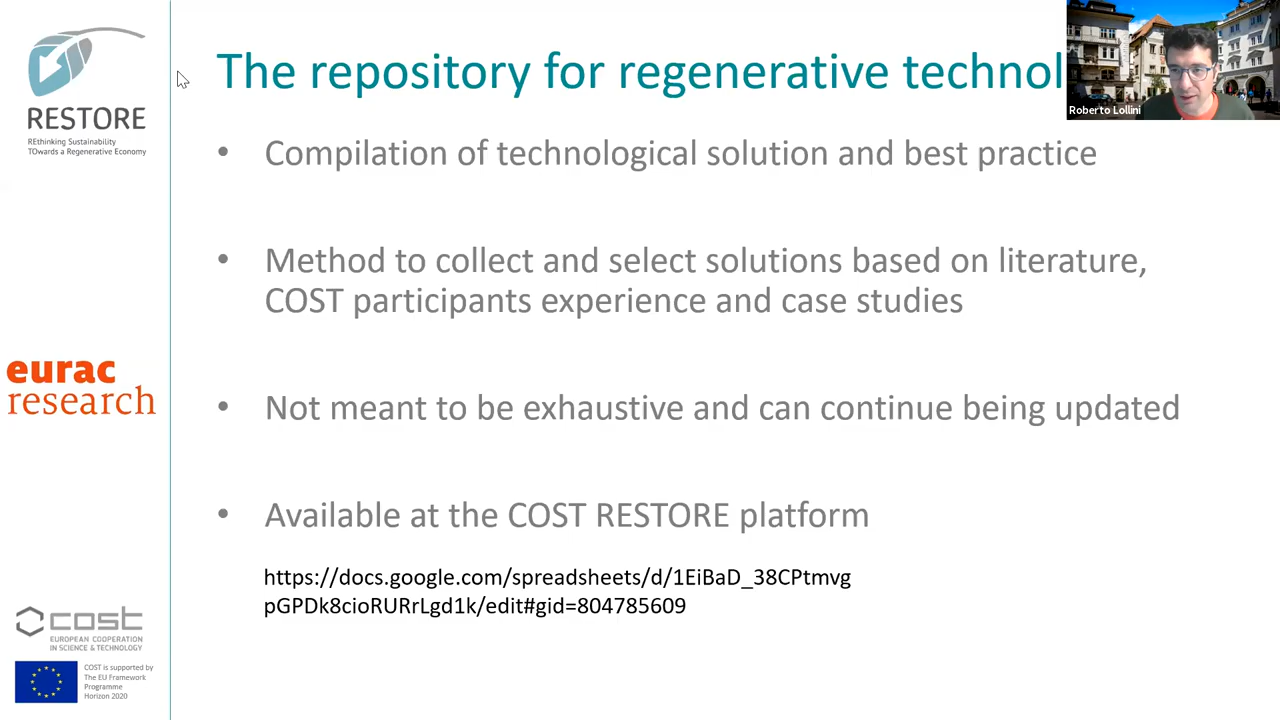 The repository for regenerative technol
Roberto Lollini
RESTORE
REthinking Sustainability
TOwards a Regenerative Economy
• Compilation of technological solution and best practice
• Method to collect and select solutions based on literature,
COST participants experience and case studies
eurac
research
• Not meant to be exhaustive and can continue being updated
• Available at the COST RESTORE platform
https://docs.google.com/spreadsheets/d/1EiBaD_38CPtmvg
pGPDk8cioRURrLgd1k/edit#gid=804785609
cost
EUROPEAN COOPERATION
IN SCIENCE & TECHNOLOGY
COST is supported by
The EU Framework
Programme
Horizon 2020